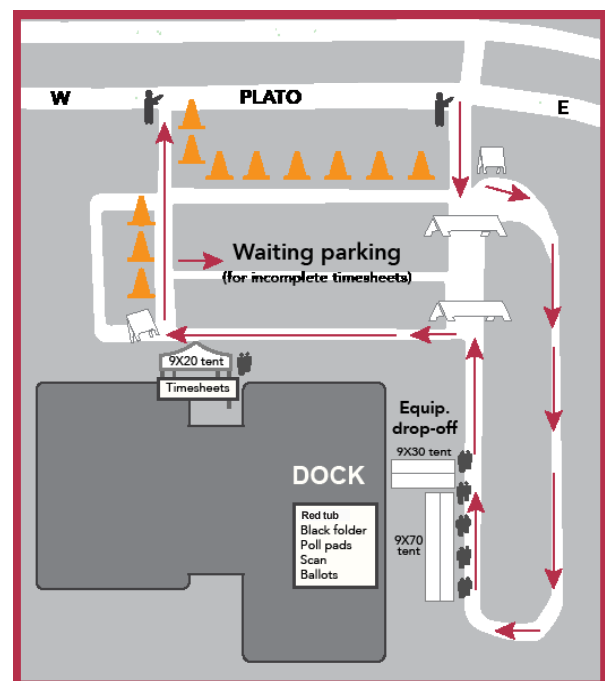 W
PLATO
E
Waiting parking
(for incomplete timesheets)
9X20 tent
Timesheets
Equip.
drop-off
9X30 tent
DOCK
Red tub
Black folder
Poll pads
Scan
Ballots
9X70
tent